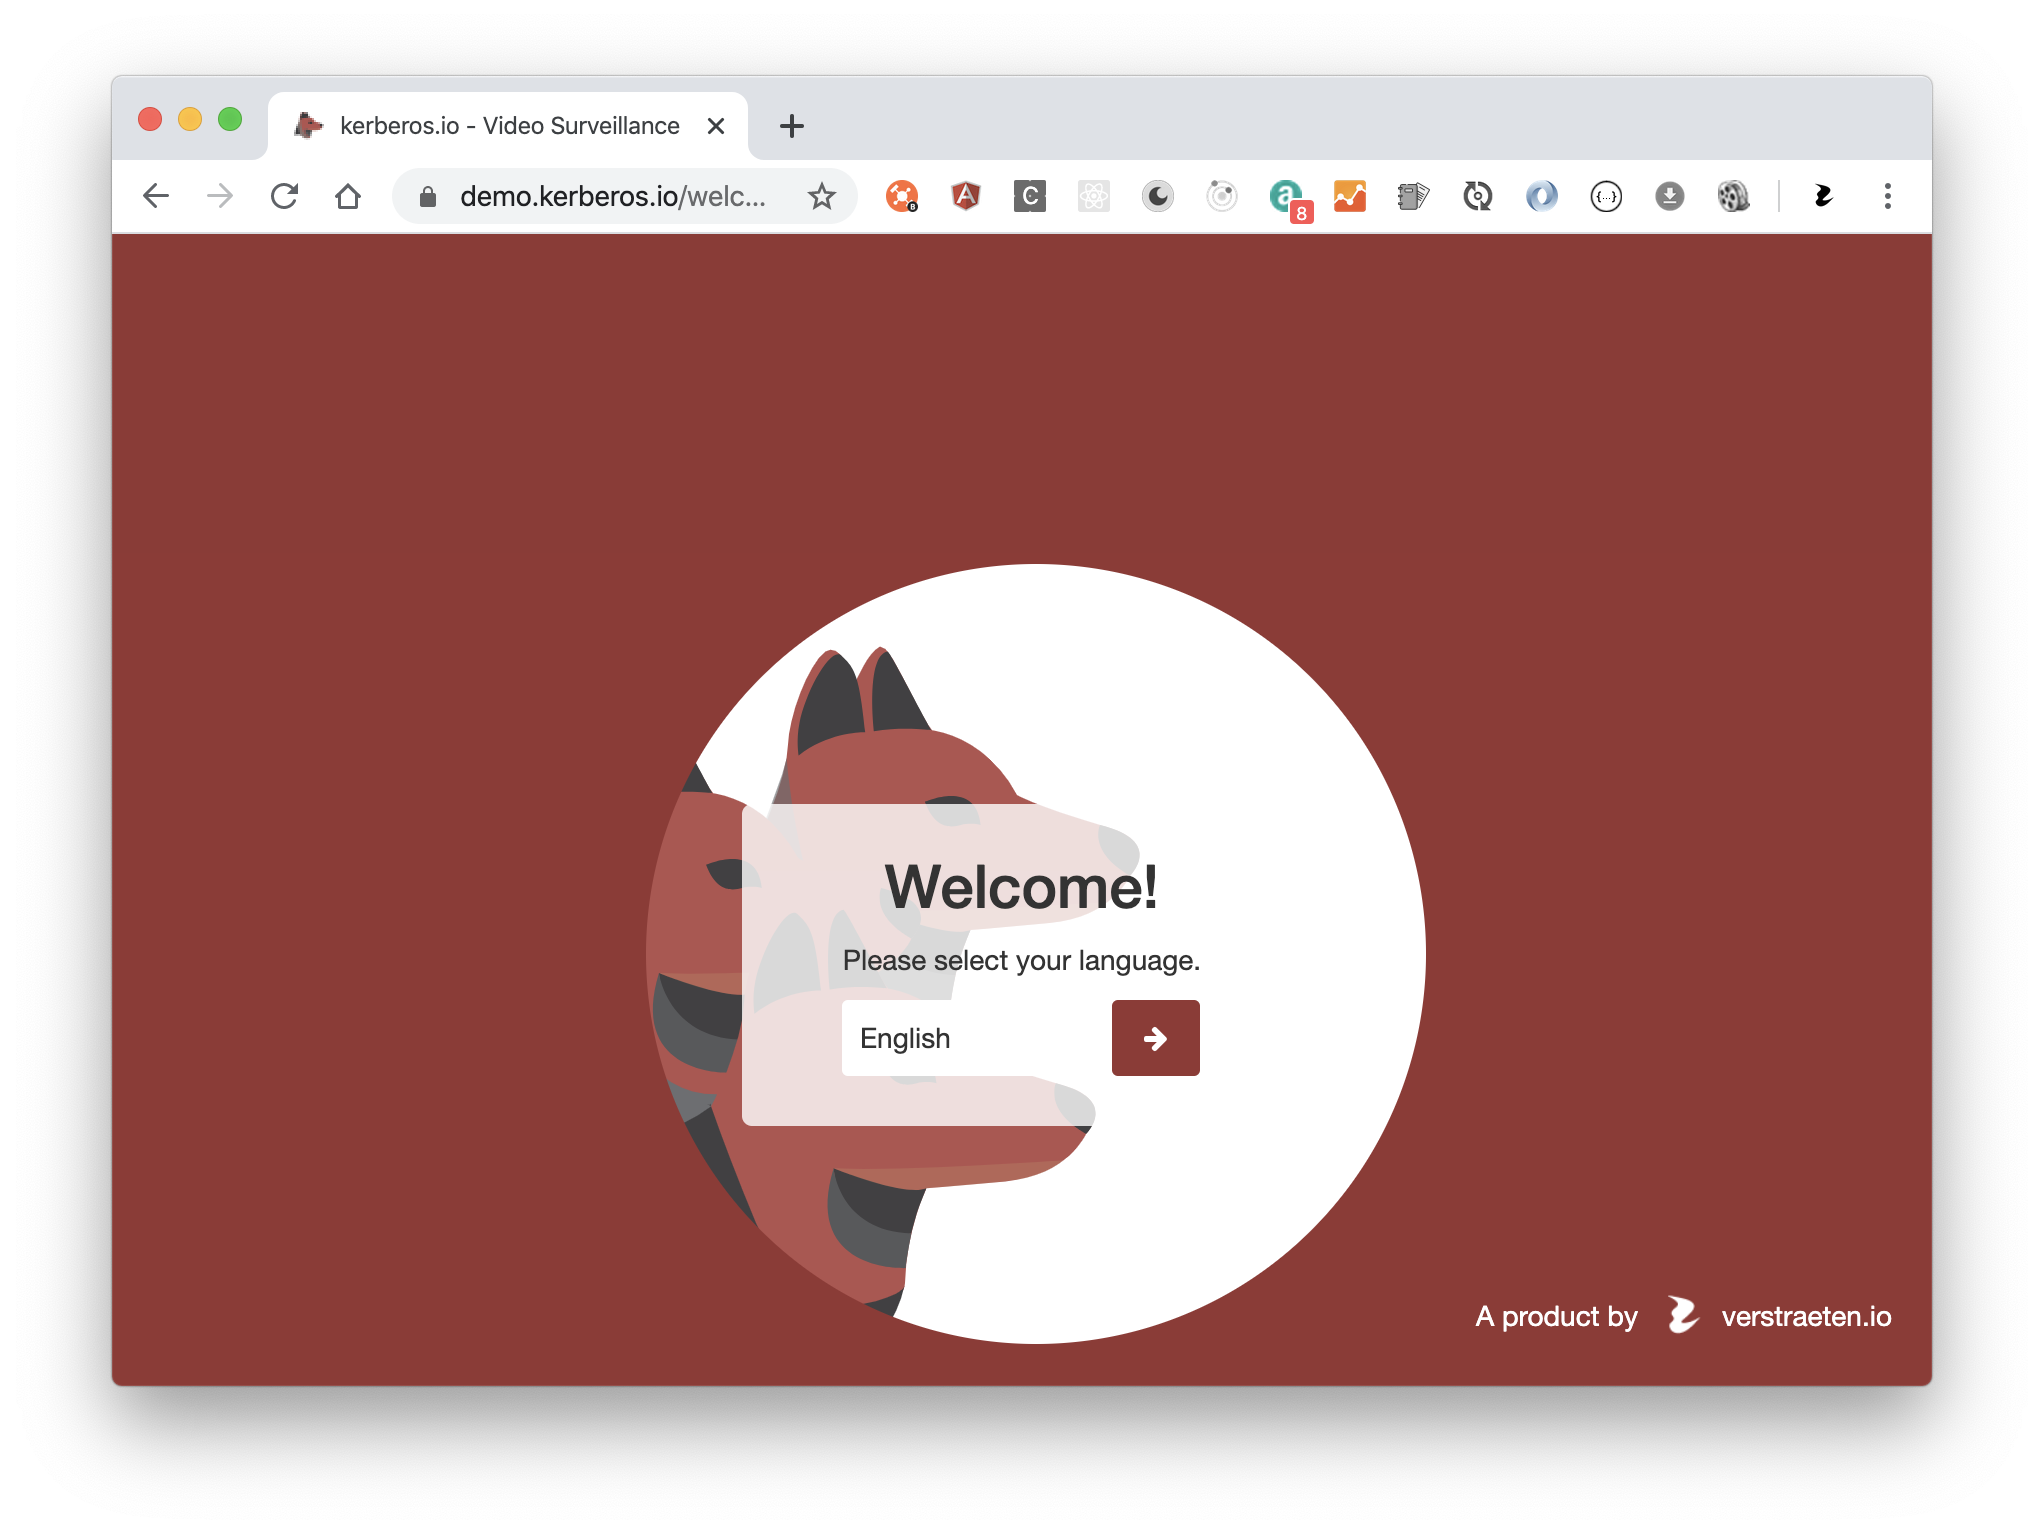 kerberos.io - Video Surveillance
demo.kerberos.io/welc...
C
a
8
B
{...}
Welcome!
Please select your language.
English
A product by verstraeten.io